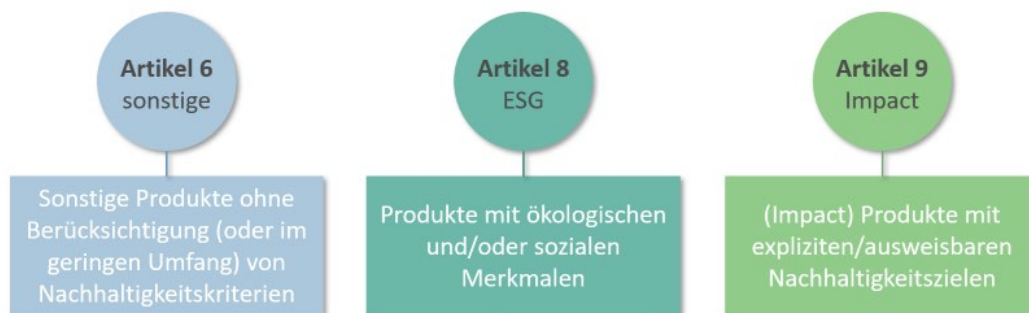 Artikel 6
sonstige
Artikel 8
ESG
Artikel 9
Impact
Sonstige Produkte ohne
Berücksichtigung (oder im
geringen Umfang) von
Nachhaltigkeitskriterien
Produkte mit ökologischen
und/oder sozialen
Merkmalen
(Impact) Produkte mit
expliziten/ausweisbaren
Nachhaltigkeitszielen